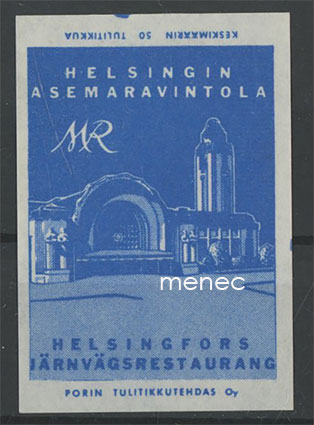 KESKIMÄÄRIN 50 TULITIKKUA
HELSINGIN
ASEMARAVINTOLA
MR
menec
HELSINGFORS
JÄRNVÄGSRESTAURANG
PORIN TULITIKKUTEHDAS Oy